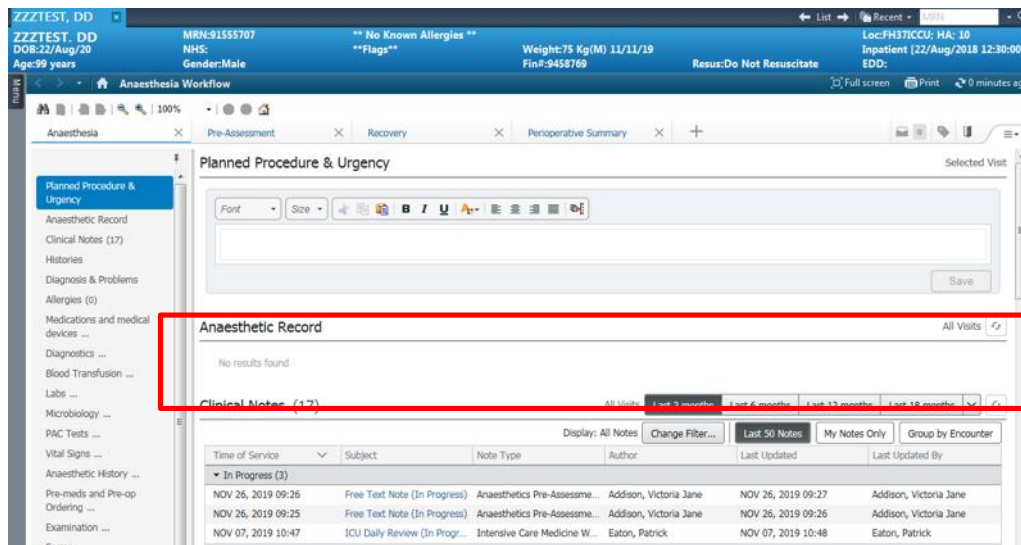 ZZZTEST, DD
List Recent MRN
ZZZTEST. DD
MRN:91555707
** No Known Allergies **
Loc:FH37ICCU; HA; 10
DOB:22/Aug/20
NHS:
**Flags**
Weight:75 Kg(M) 11/11/19
Inpatient [22/Aug/2018 12:30:00
Age:99 years
Gender:Male
Fin#:9458769
Resus:Do Not Resuscitate
EDD:
Menu
Anaesthesia Workflow
Full screen Print 0 minutes ag
100%
Anaesthesia Pre-Assessment Recovery Perioperative Summary
Planned Procedure & Urgency
Selected Visit
Planned Procedure &
Urgency
Anaesthetic Record
Clinical Notes (17)
Histories
Diagnosis & Problems
Allergies (0)
Medications and medical
devices ...
Diagnostics ...
Blood Transfusion ...
Labs ...
Microbiology ...
PAC Tests ...
Vital Signs ...
Anaesthetic History ...
Pre-meds and Pre-op
Ordering ...
Examination ...
Font Size B I U A
Save
Anaesthetic Record
All Visits
No results found
Clinical Notes (17)
All Visits Last 3 months Last 6 months Last 12 months Last 18 months
Display: All Notes Change Filter... Last 50 Notes My Notes Only Group by Encounter
Time of Service Subject Note Type Author Last Updated Last Updated By
In Progress (3)
NOV 26, 2019 09:26 Free Text Note (In Progress) Anaesthetics Pre-Assessme... Addison, Victoria Jane NOV 26, 2019 09:27 Addison, Victoria Jane
NOV 26, 2019 09:25 Free Text Note (In Progress) Anaesthetics Pre-Assessme... Addison, Victoria Jane NOV 26, 2019 09:26 Addison, Victoria Jane
NOV 07, 2019 10:47 ICU Daily Review (In Progr... Intensive Care Medicine W... Eaton, Patrick NOV 07, 2019 10:48 Eaton, Patrick